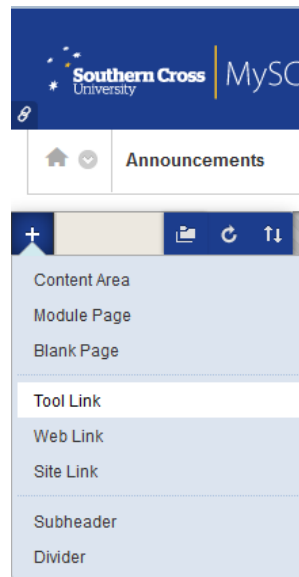 Southern Cross
University
MySC
Announcements
Content Area
Module Page
Blank Page
Tool Link
Web Link
Site Link
Subheader
Divider